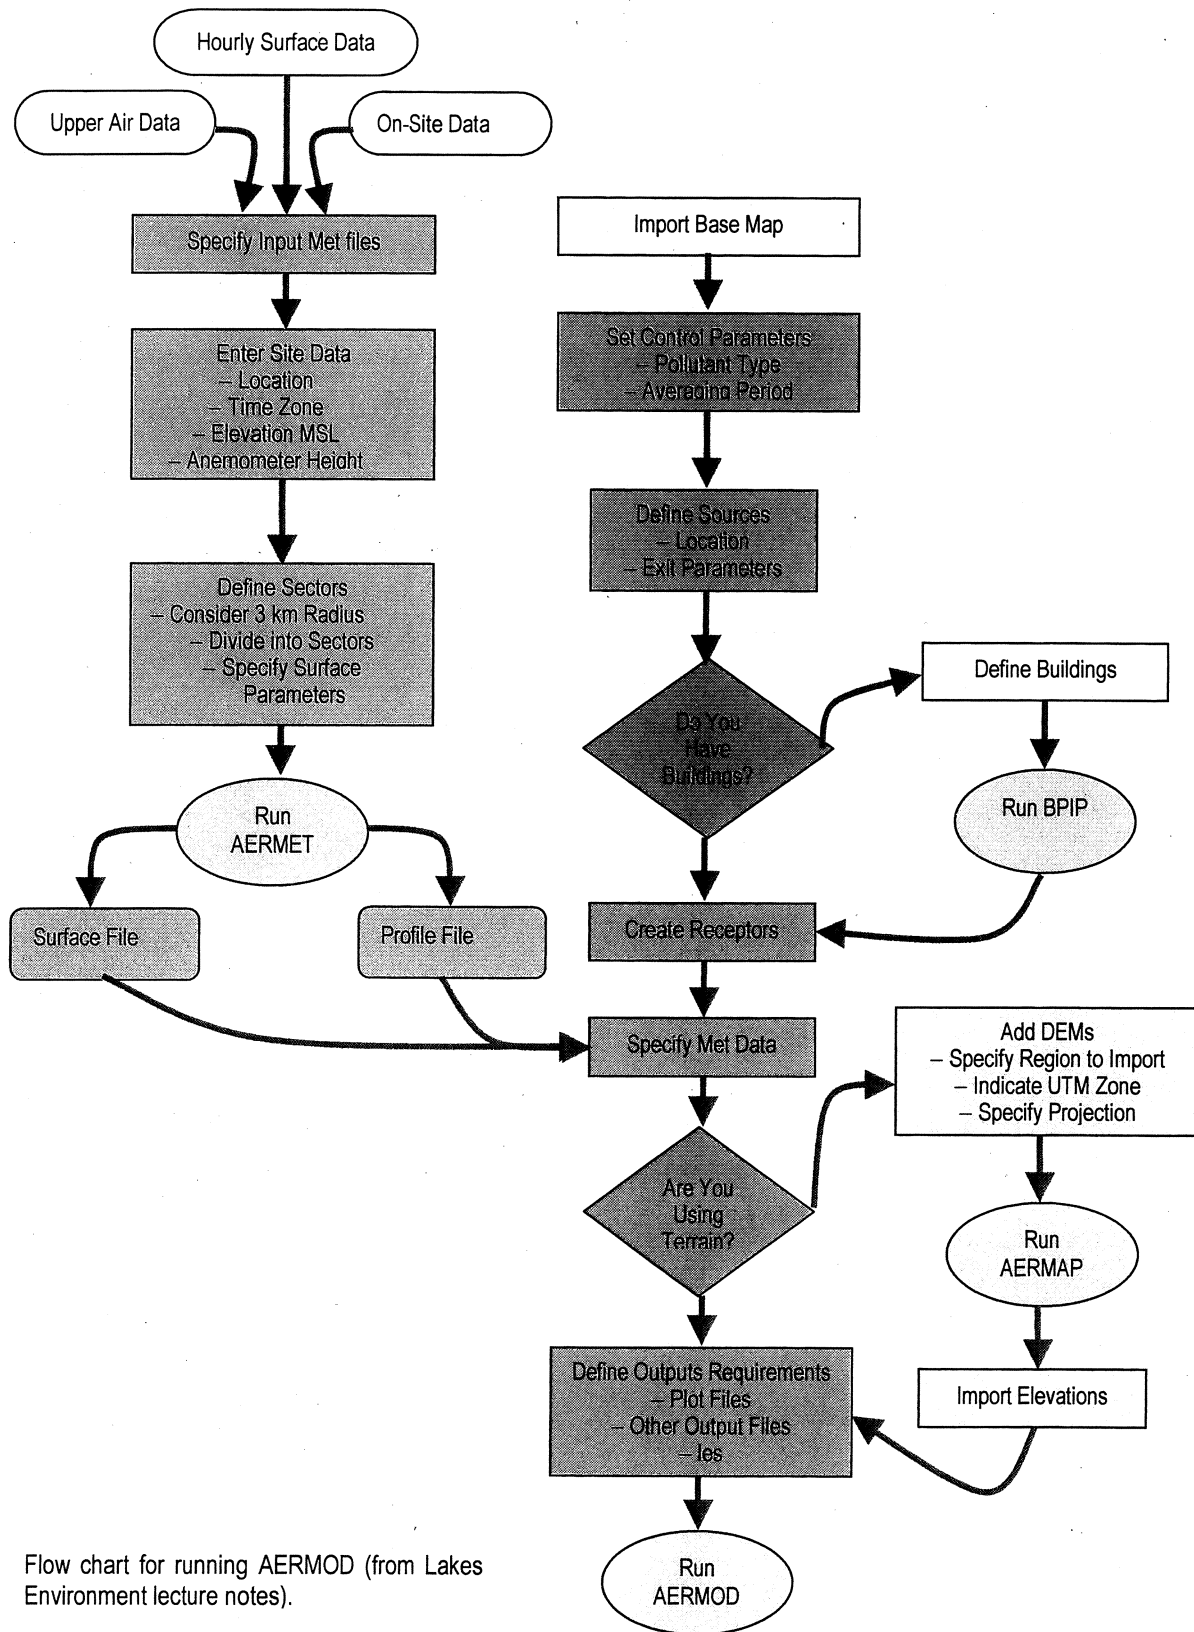 Hourly Surface Data
Upper Air Data
On-Site Data
Specify Input Met files
Enter Site Data
– Location
– Time Zone
– Elevation MSL
– Anemometer Height
Define Sectors
– Consider 3 km Radius
– Divide into Sectors
– Specify Surface
Parameters
Run
AERMET
Surface File
Profile File
Import Base Map
Set Control Parameters
– Pollutant Type
– Averaging Period
Define Sources
– Location
– Exit Parameters
Do You
Have
Buildings?
Define Buildings
Run BPIP
Create Receptors
Specify Met Data
Are You
Using
Terrain?
Add DEMs
– Specify Region to Import
– Indicate UTM Zone
– Specify Projection
Run
AERMAP
Import Elevations
Define Outputs Requirements
– Plot Files
– Other Output Files
– les
Run
AERMOD
Flow chart for running AERMOD (from Lakes
Environment lecture notes).